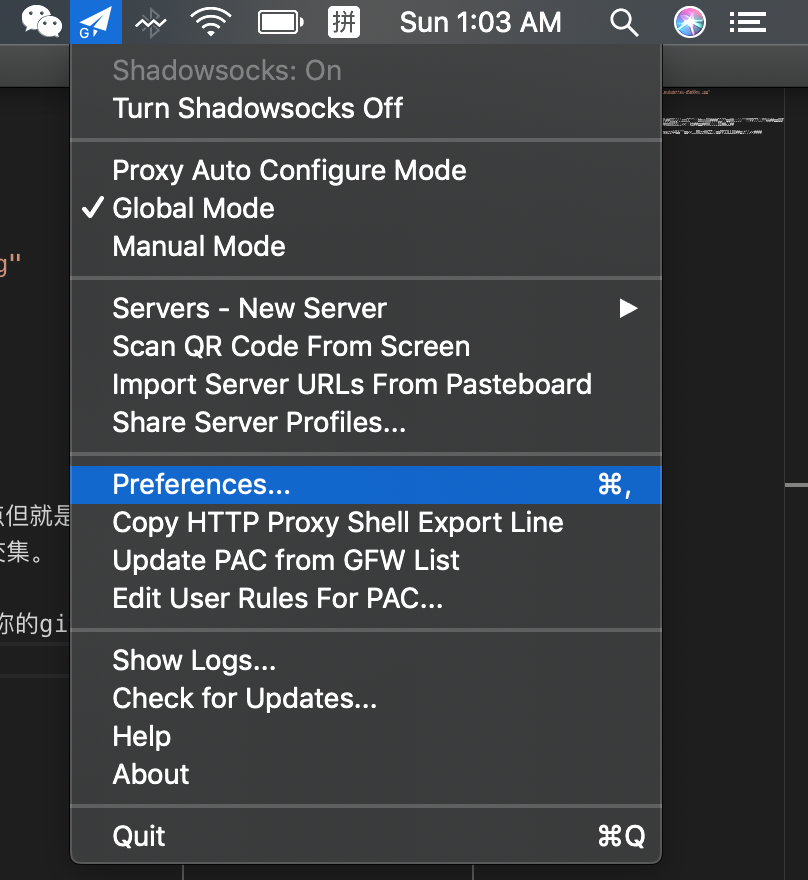 G
拼
Sun 1:03 AM
Shadowsocks: On
Turn Shadowsocks Off
Proxy Auto Configure Mode
Global Mode
Manual Mode
Servers - New Server
Scan QR Code From Screen
Import Server URLs From Pasteboard
Share Server Profiles...
g"
Preferences... ⌘,
点但就是
Copy HTTP Proxy Shell Export Line
交集。
Update PAC from GFW List
Edit User Rules For PAC...
你的gi
Show Logs...
Check for Updates...
Help
About
Quit ⌘Q